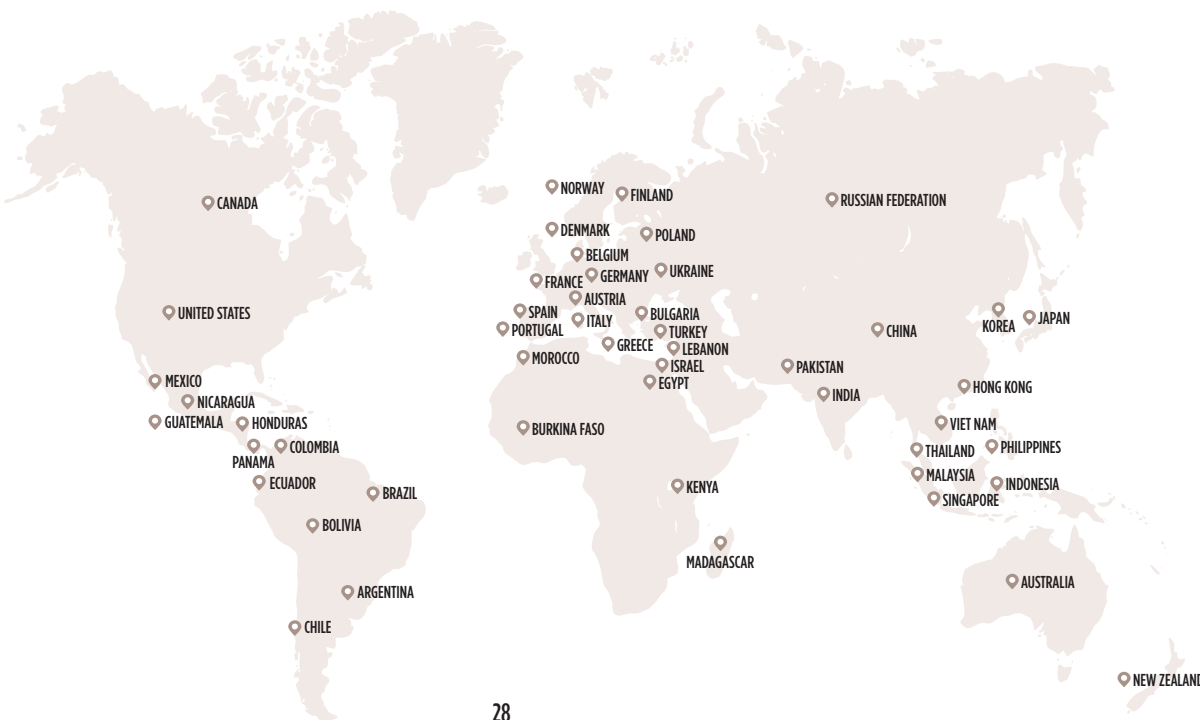 NORWAY
FINLAND
CANADA
RUSSIAN FEDERATION
DENMARK
POLAND
BELGIUM
UKRAINE
GERMANY
FRANCE
AUSTRIA
UNITED STATES
SPAIN
BULGARIA
ITALY
JAPAN
KOREA
PORTUGAL
TURKEY
CHINA
GREECE
LEBANON
MOROCCO
ISRAEL
PAKISTAN
MEXICO
EGYPT
HONG KONG
INDIA
NICARAGUA
GUATEMALA
HONDURAS
VIET NAM
BURKINA FASO
COLOMBIA
PHILIPPINES
THAILAND
PANAMA
MALAYSIA
ECUADOR
INDONESIA
KENYA
BRAZIL
SINGAPORE
BOLIVIA
MADAGASCAR
AUSTRALIA
ARGENTINA
CHILE
NEW ZEALAND
28